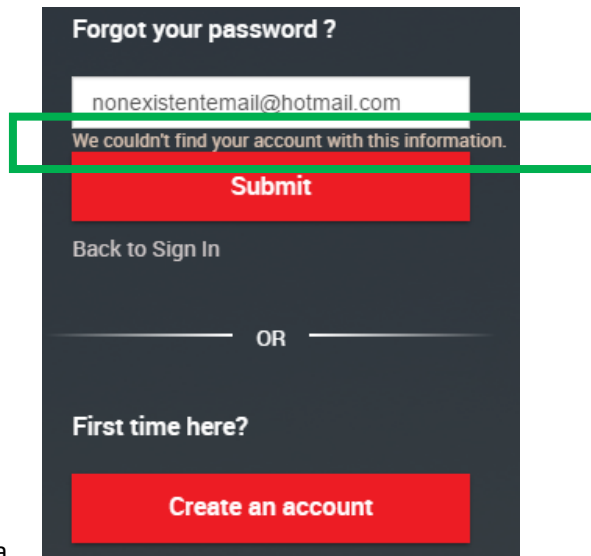 Forgot your password ?
nonexistentemail@hotmail.com
We couldn't find your account with this information.
Submit
Back to Sign In
OR
First time here?
Create an account